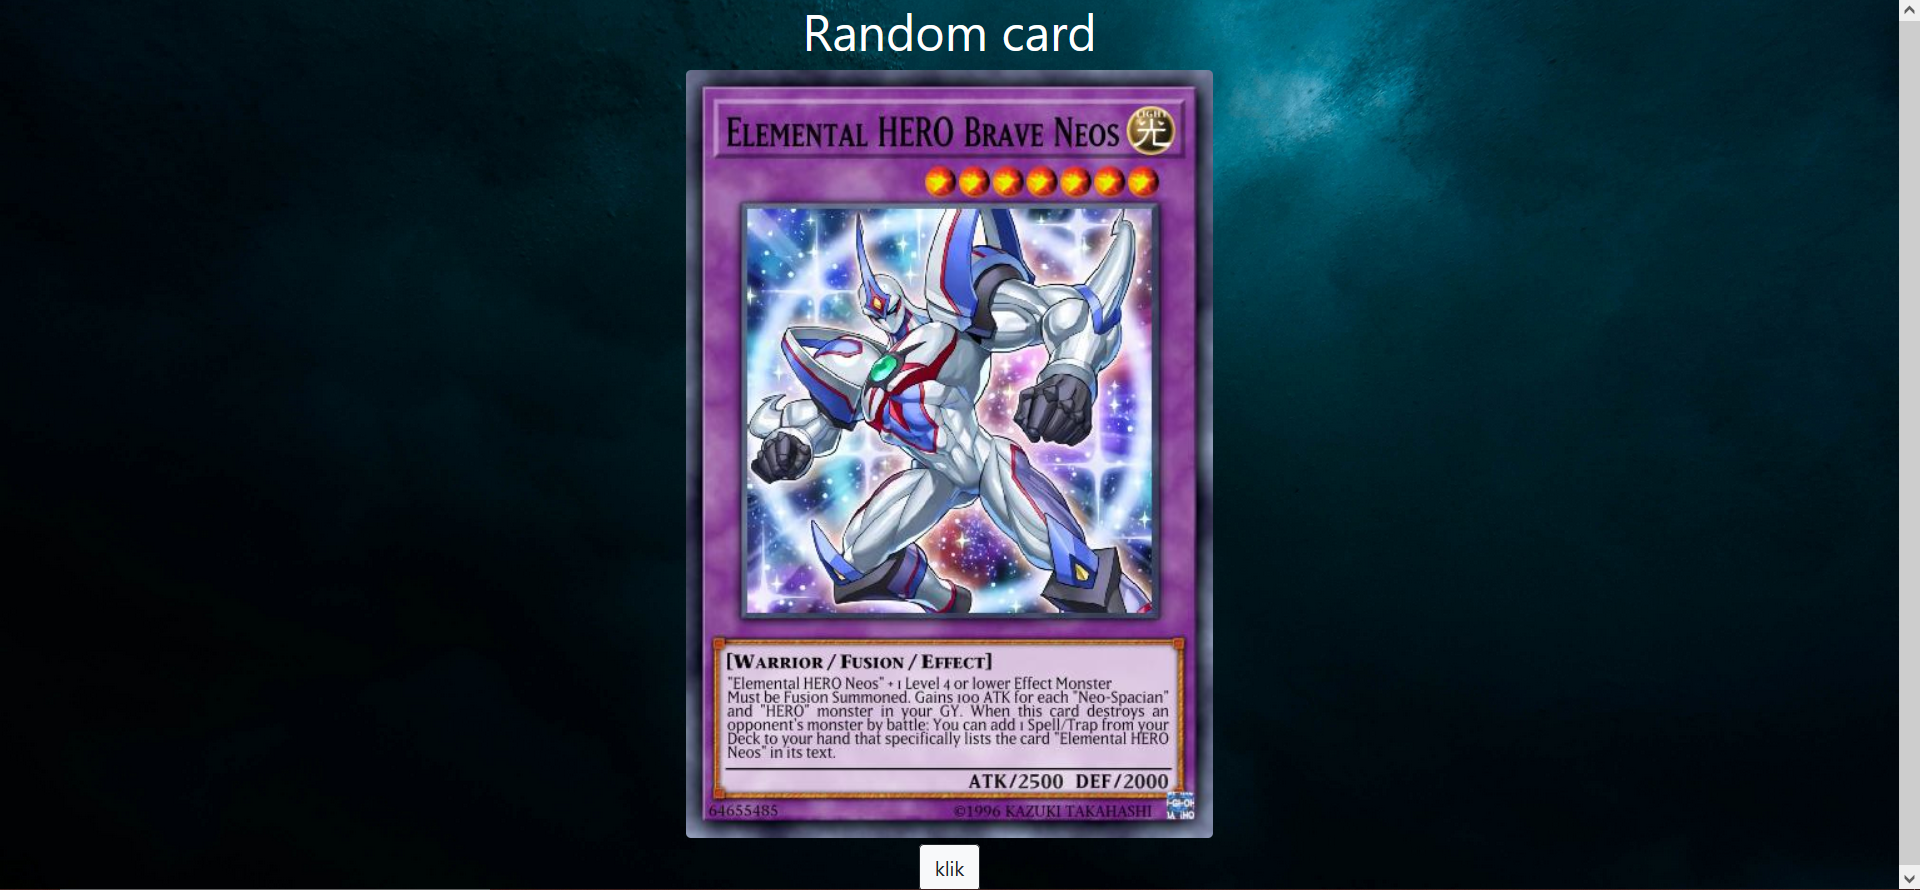 Random card
ELEMENTAL HERO BRAVE NEOS
LIGHT
光
[WARRIOR / FUSION / EFFECT]
"Elemental HERO Neos" + 1 Level 4 or lower Effect Monster
Must be Fusion Summoned. Gains 100 ATK for each "Neo-Spacian"
and "HERO" monster in your GY. When this card destroys an
opponent's monster by battle: You can add 1 Spell/Trap from your
Deck to your hand that specifically lists the card "Elemental HERO
Neos" in its text.
ATK/2500 DEF/2000
64655485 ©1996 KAZUKI TAKAHASHI
klik